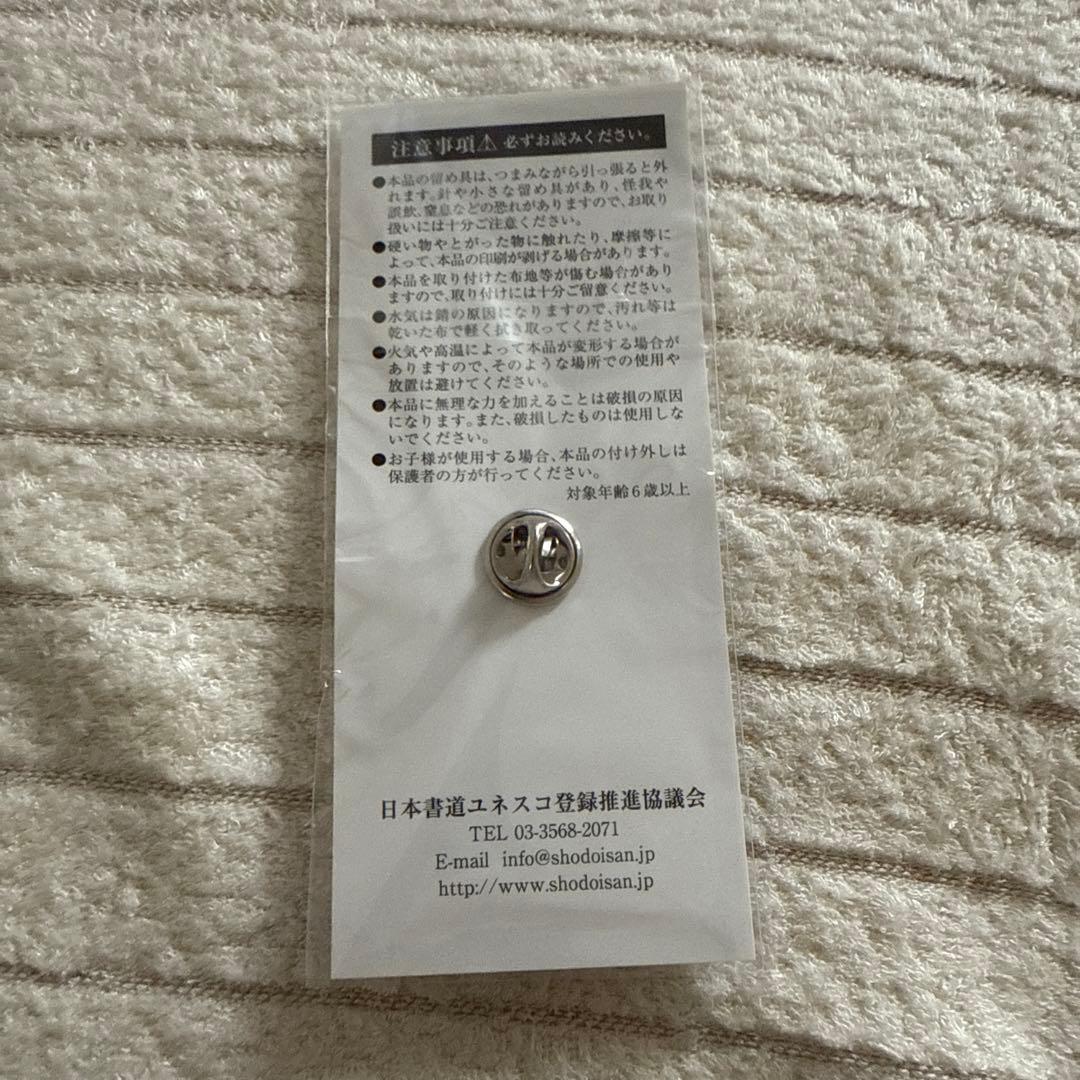 注意事項⚠必ずお読みください。
●本品の留め具は、つまみながら引っ張ると外
れます。針や小さな留め具があり、怪我や
誤飲、窒息などの恐れがありますので、お取り
扱いには十分ご注意ください。
●硬い物やとがった物に触れたり、摩擦等に
よって、本品の印刷が剥げる場合があります。
●本品を取り付けた布地等が傷む場合があり
ますので、取り付けには十分ご留意ください。
●水気は錆の原因になりますので、汚れ等は
乾いた布で軽く拭き取ってください。
●火気や高温によって本品が変形する場合が
ありますので、そのような場所での使用や
放置は避けてください。
●本品に無理な力を加えることは破損の原因
になります。また、破損したものは使用しな
いでください。
●お子様が使用する場合、本品の付け外しは
保護者の方が行ってください。
対象年齢6歳以上
日本書道ユネスコ登録推進協議会
TEL 03-3568-2071
E-mail info@shodoisan.jp
http://www.shodoisan.jp